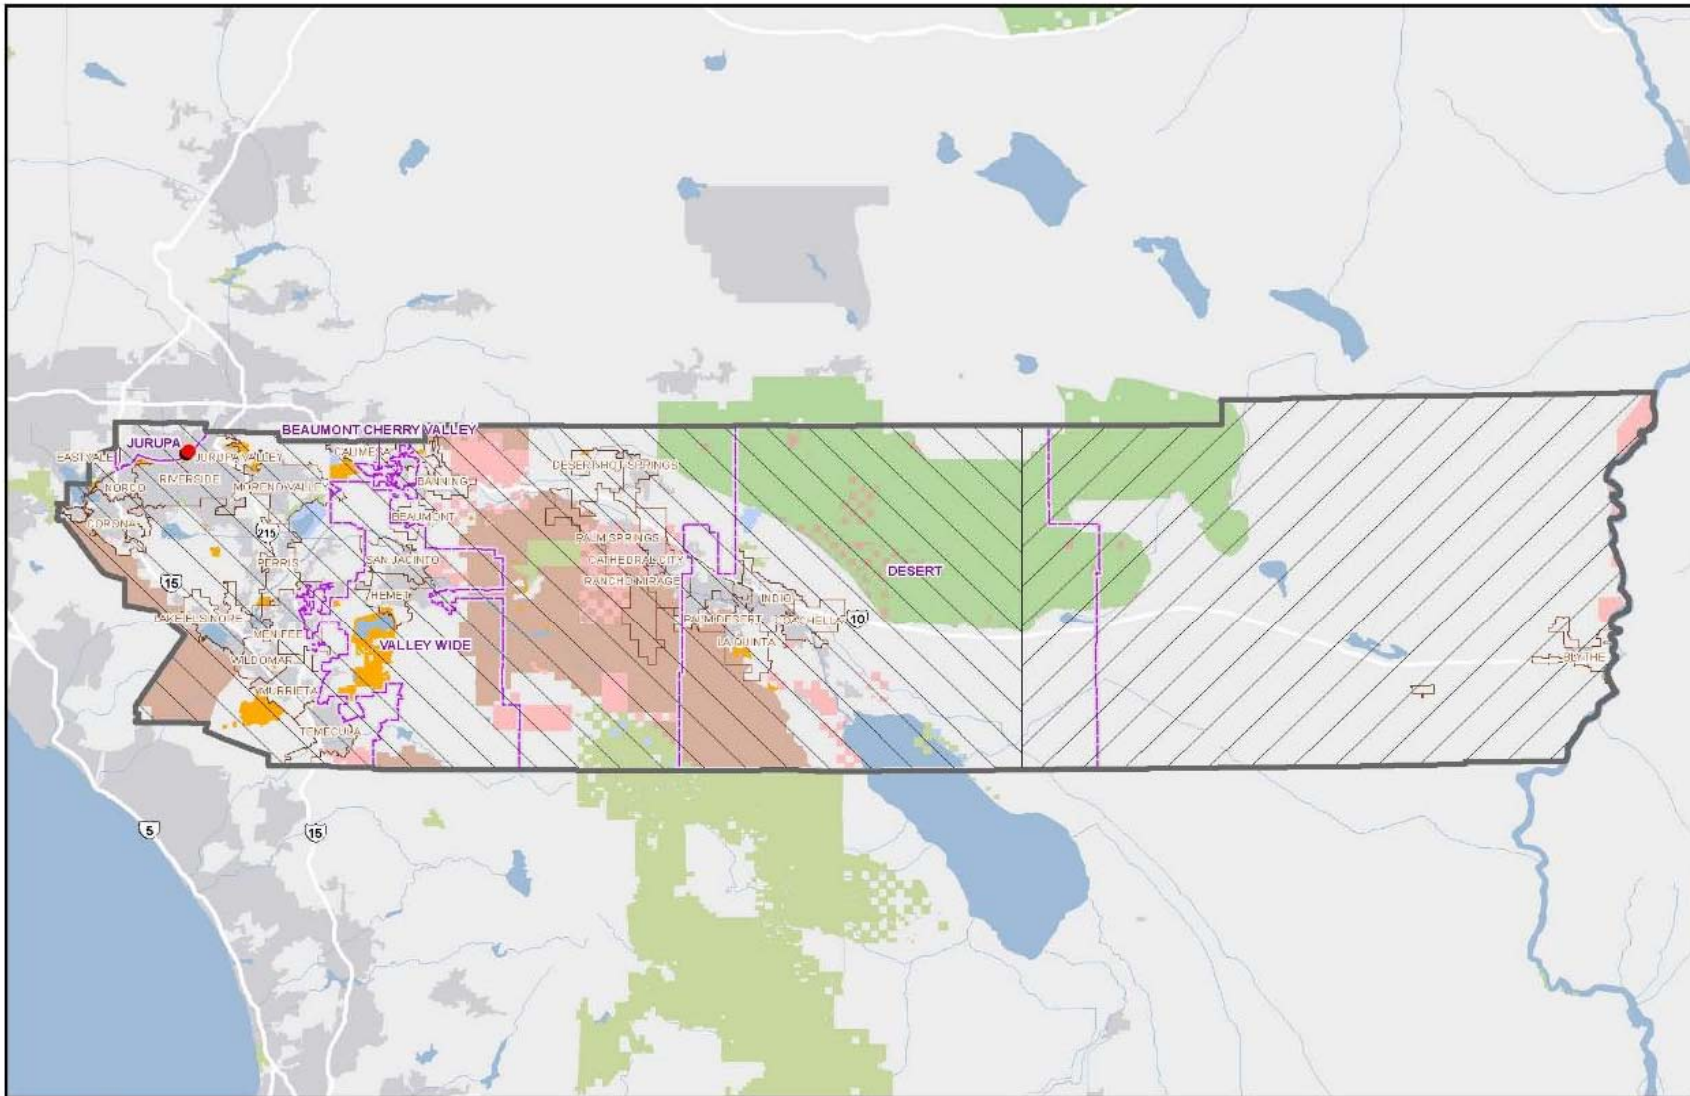 BEAUMONT CHERRY VALLEY
JURUPA
EASTVALE
JURUPA VALLEY
CALIMESA
DESERT HOT SPRINGS
RIVERSIDE
NORCO
MORENO VALLEY
BANNING
CORONA
BEAUMONT
215
PALM SPRINGS
PERRIS
SAN JACINTO
CATHEDRAL CITY
DESERT
15
RANCHO MIRAGE
HEMET
INDIO
LAKE ELSINORE
PALM DESERT
COACHELLA
10
MENIFEE
VALLEY WIDE
LA QUINTA
WILDOMAR
BLYTHE
MURRIETA
TEMECULA
5
15